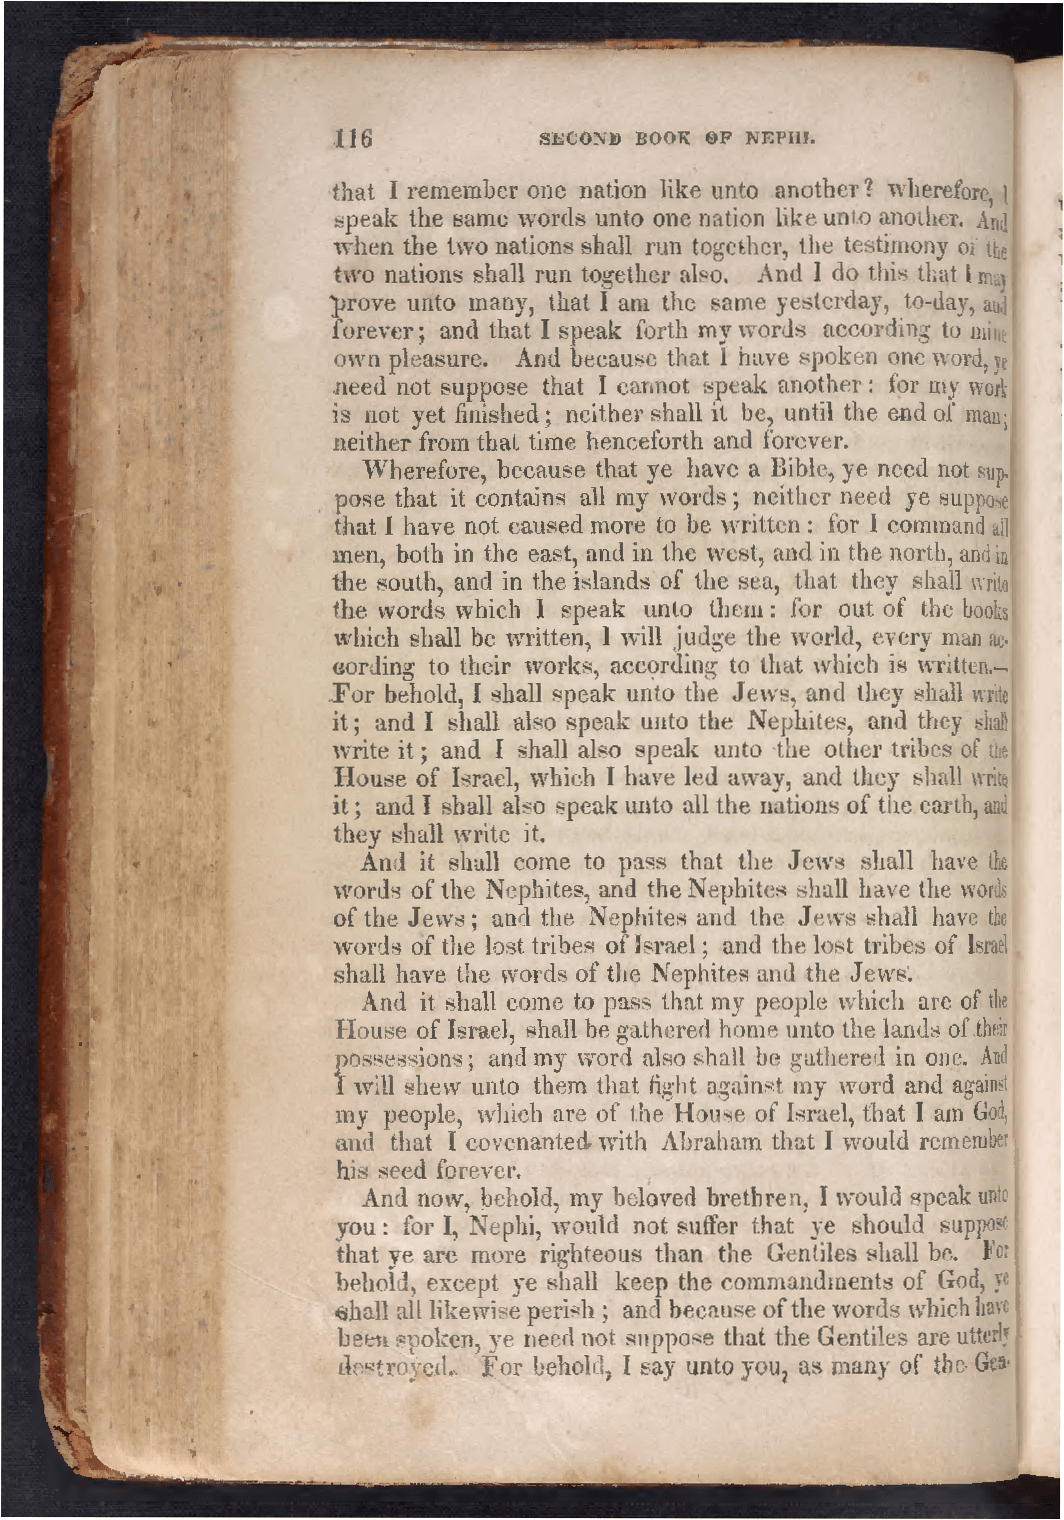 116 SECOND BOOK OF NEPHI.
that I remember one nation like unto another? wherefore, I
speak the same words unto one nation like unto another. And
when the two nations shall run together, the testimony of the
two nations shall run together also. And I do this that I may
prove unto many, that I am the same yesterday, to-day, and
forever; and that I speak forth my words according to mine
own pleasure. And because that I have spoken one word, ye
need not suppose that I cannot speak another: for my work
is not yet finished; neither shall it be, until the end of man;
neither from that time henceforth and forever.
Wherefore, because that ye have a Bible, ye need not sup-
pose that it contains all my words; neither need ye suppose
that I have not caused more to be written: for I command all
men, both in the east, and in the west, and in the north, and in
the south, and in the islands of the sea, that they shall write
the words which I speak unto them: for out of the books
which shall be written, I will judge the world, every man ac-
cording to their works, according to that which is written.—
For behold, I shall speak unto the Jews, and they shall write
it; and I shall also speak unto the Nephites, and they shall
write it; and I shall also speak unto the other tribes of the
House of Israel, which I have led away, and they shall write
it; and I shall also speak unto all the nations of the earth, and
they shall write it.
And it shall come to pass that the Jews shall have the
words of the Nephites, and the Nephites shall have the words
of the Jews; and the Nephites and the Jews shall have the
words of the lost tribes of Israel; and the lost tribes of Israel
shall have the words of the Nephites and the Jews.
And it shall come to pass that my people which are of the
House of Israel, shall be gathered home unto the lands of their
possessions; and my word also shall be gathered in one. And
I will shew unto them that fight against my word and against
my people, which are of the House of Israel, that I am God,
and that I covenanted with Abraham that I would remember
his seed forever.
And now, behold, my beloved brethren, I would speak unto
you: for I, Nephi, would not suffer that ye should suppose
that ye are more righteous than the Gentiles shall be. For
behold, except ye shall keep the commandments of God, ye
shall all likewise perish; and because of the words which have
been spoken, ye need not suppose that the Gentiles are utterly
destroyed. For behold, I say unto you, as many of the Gen-